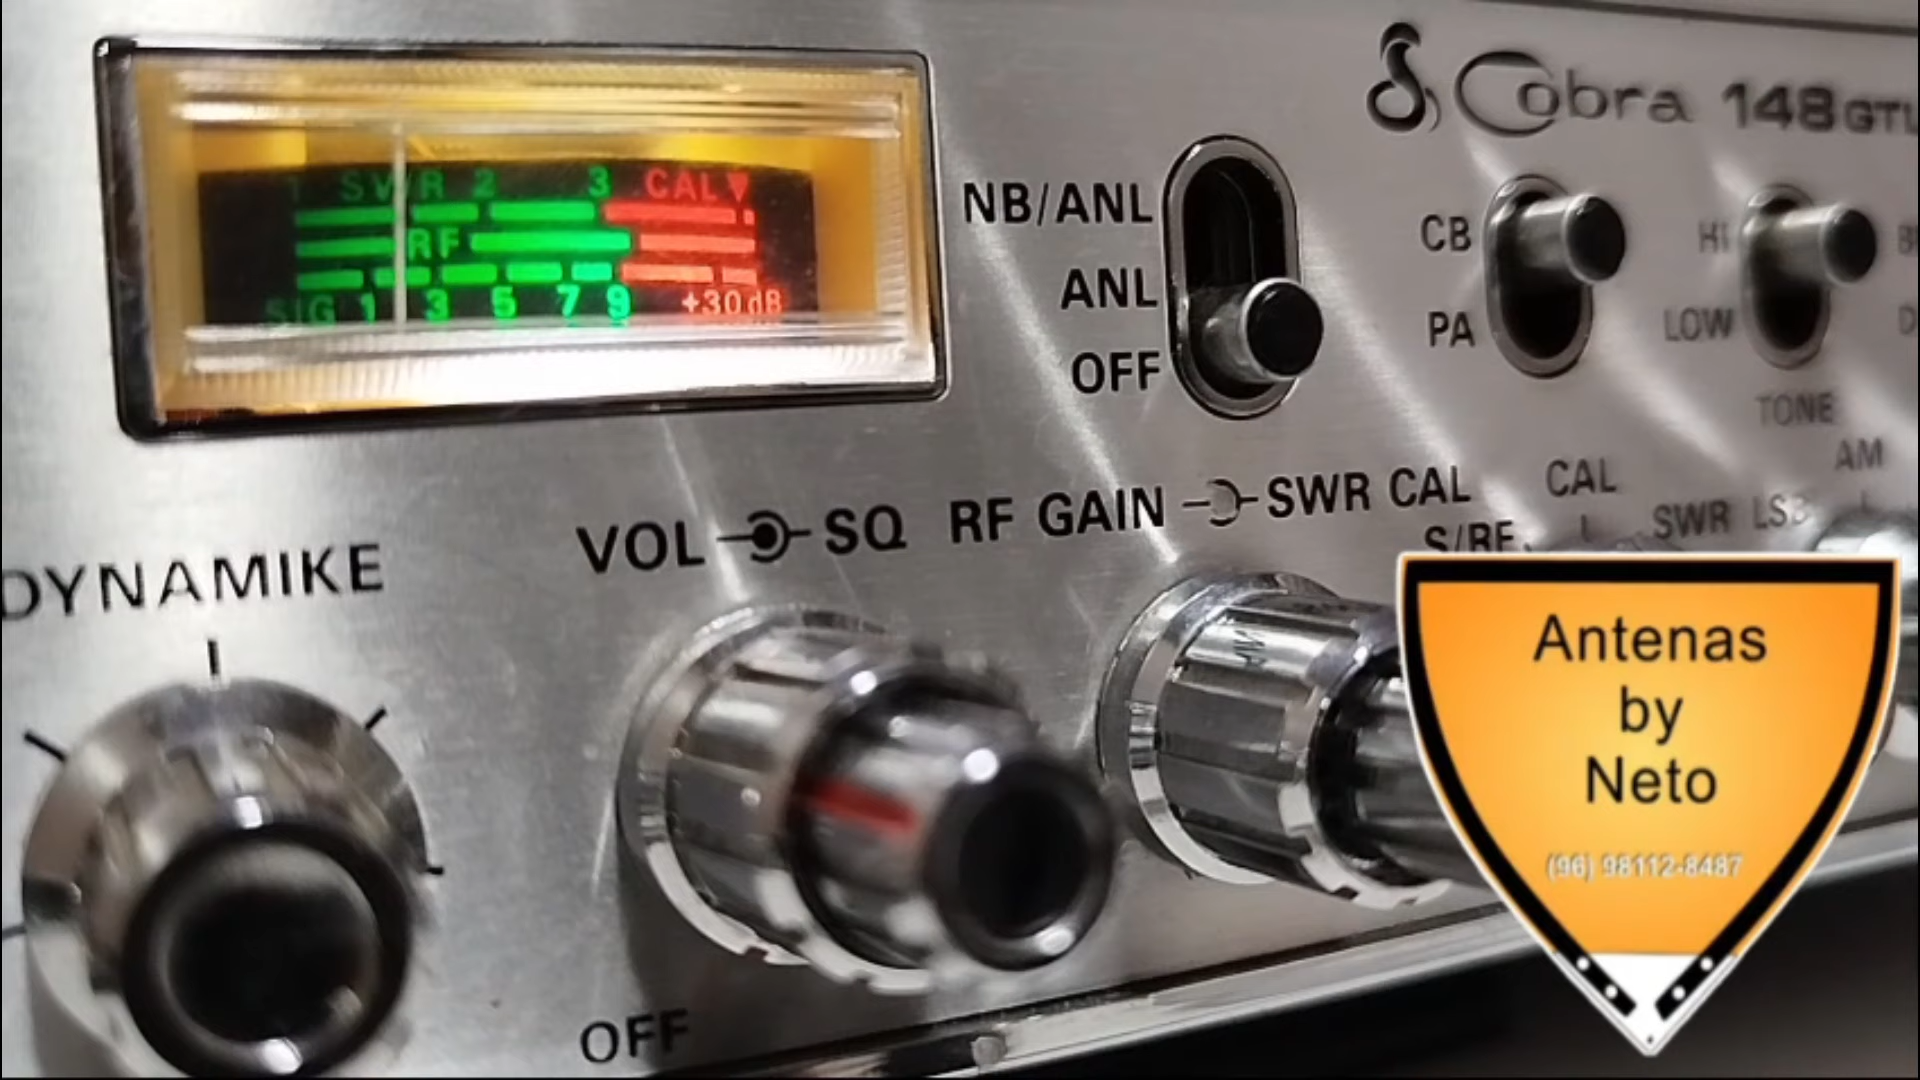 1 SWR 2 3 CAL
RF
SIG 1 3 5 7 9 +30dB
NB/ANL
ANL
OFF
Cobra 148GTL
CB
PA
HI
LOW
TONE
DYNAMIKE
VOL SQ
RF GAIN SWR CAL
S/RF
CAL
SWR
LSB
AM
OFF
Antenas
by
Neto
(96) 98112-8487